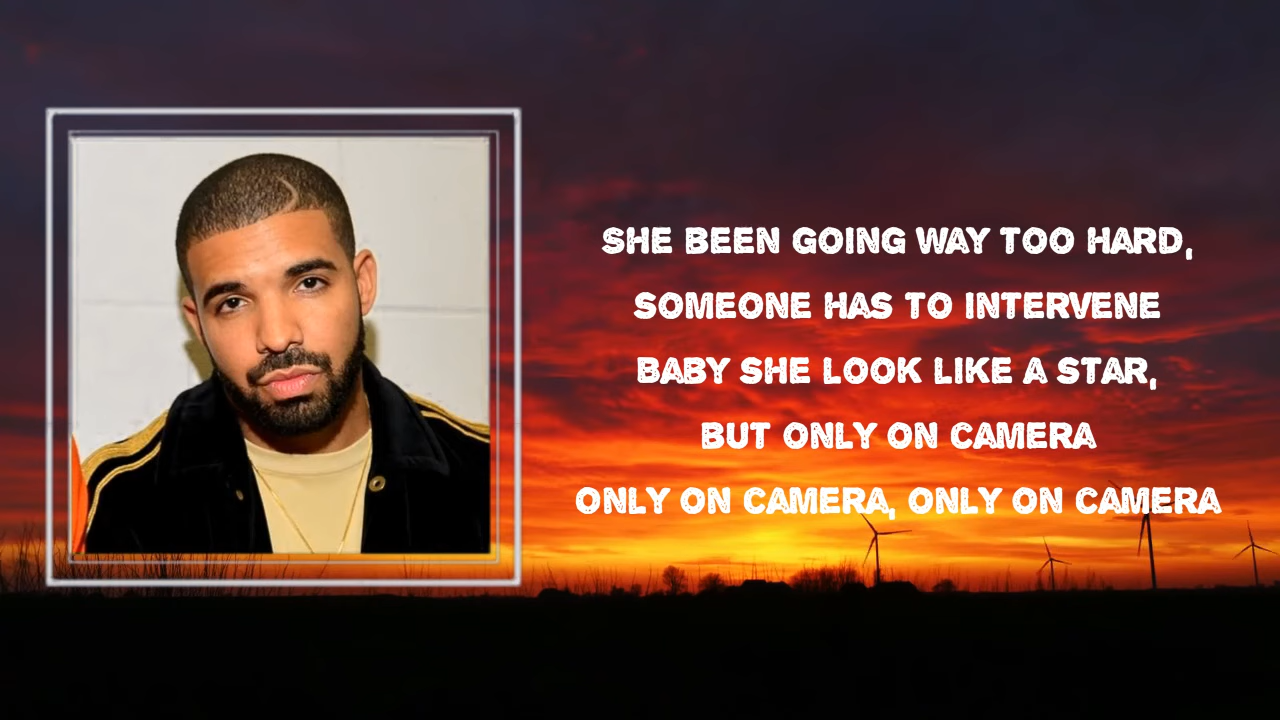 SHE BEEN GOING WAY TOO HARD,
SOMEONE HAS TO INTERVENE
BABY SHE LOOK LIKE A STAR,
BUT ONLY ON CAMERA
ONLY ON CAMERA, ONLY ON CAMERA